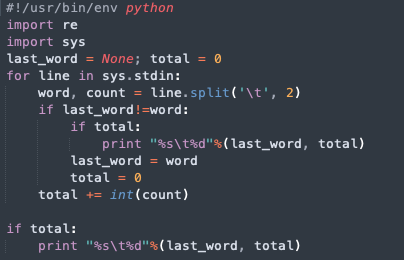 #!/usr/bin/env python
import re
import sys
last_word = None; total = 0
for line in sys.stdin:
    word, count = line.split('\t', 2)
    if last_word!=word:
        if total:
            print "%s\t%d"%(last_word, total)
        last_word = word
        total = 0
    total += int(count)

if total:
    print "%s\t%d"%(last_word, total)